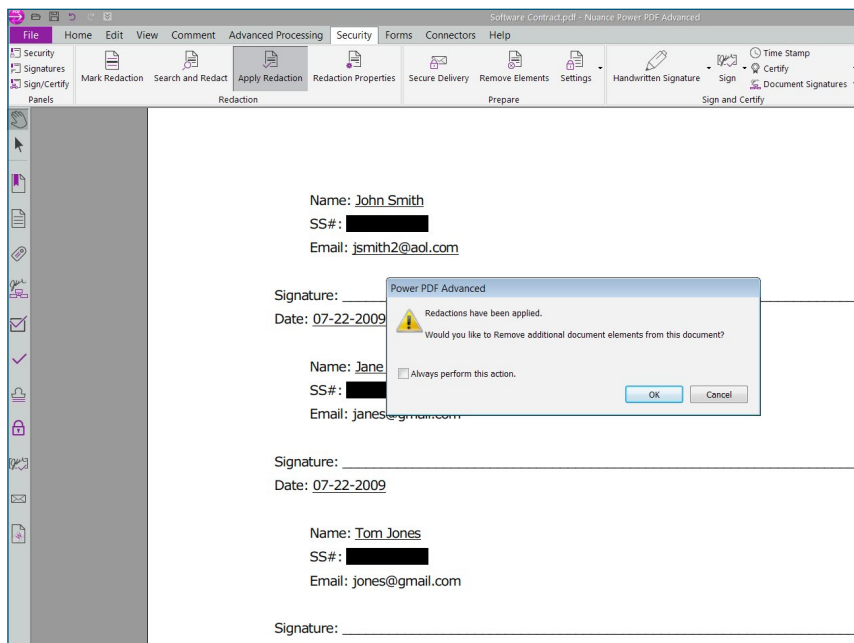 Software Contract.pdf - Nuance Power PDF Advanced
File Home Edit View Comment Advanced Processing Security Forms Connectors Help
Security
Signatures
Sign/Certify
Panels
Mark Redaction Search and Redact Apply Redaction Redaction Properties
Redaction
Secure Delivery Remove Elements Settings
Prepare
Handwritten Signature Sign
Time Stamp
Certify
Document Signatures
Sign and Certify
Name: John Smith
SS#:
Email: jsmith2@aol.com
Signature: ____________________
Date: 07-22-2009
Power PDF Advanced
Redactions have been applied.
Would you like to Remove additional document elements from this document?
Always perform this action.
OK Cancel
Name: Jane
SS#:
Email: janes@gmail.com
Signature: ____________________
Date: 07-22-2009
Name: Tom Jones
SS#:
Email: jones@gmail.com
Signature: ____________________